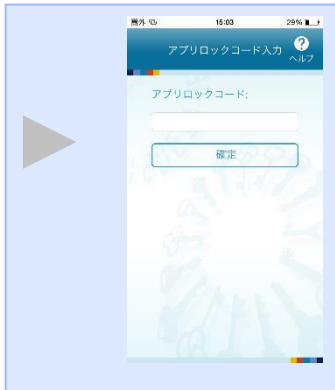 圏外 15:03 29%
アプリロックコード入力 ?
ヘルプ
アプリロックコード:
確定